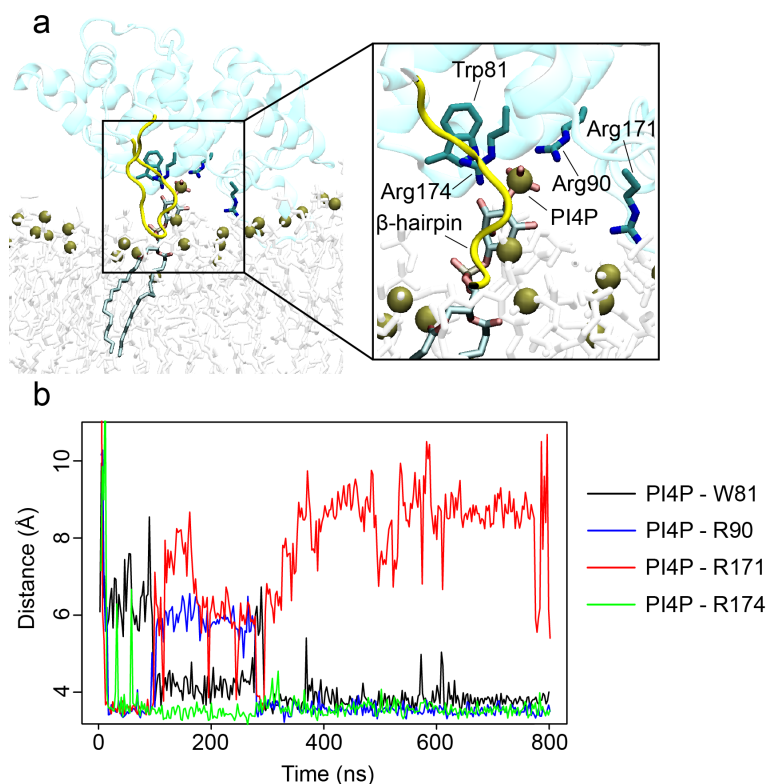 a
Trp81
Arg171
Arg174
Arg90
β-hairpin
PI4P
b
10
8
6
4
Distance (Å)
0
200
400
600
800
Time (ns)
PI4P - W81
PI4P - R90
PI4P - R171
PI4P - R174